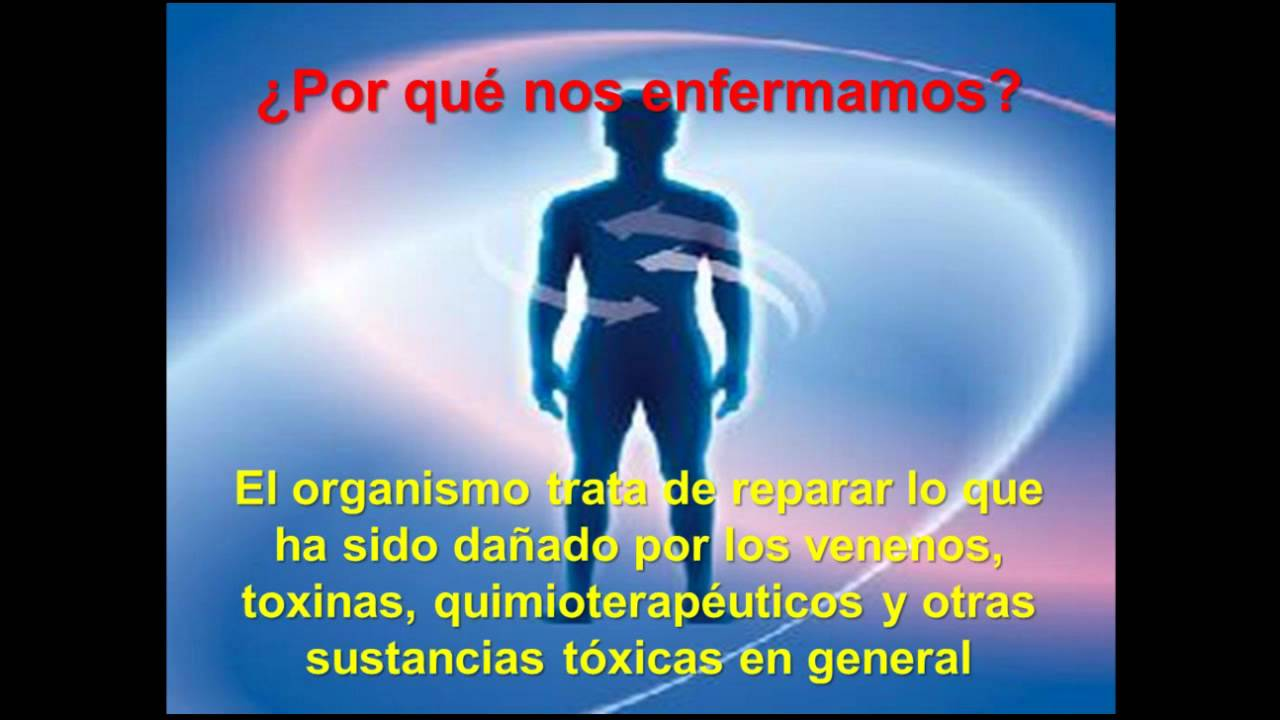 ¿Por qué nos enfermamos?
El organismo trata de reparar lo que
ha sido dañado por los venenos,
toxinas, quimioterapéuticos y otras
sustancias tóxicas en general